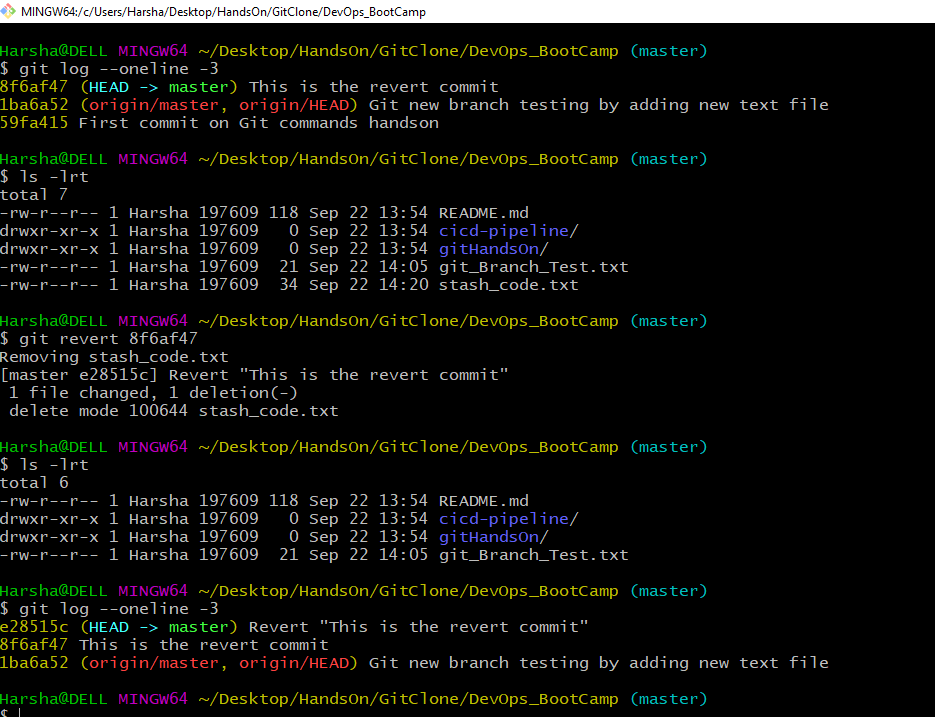 MINGW64:/c/Users/Harsha/Desktop/HandsOn/GitClone/DevOps_BootCamp
Harsha@DELL MINGW64 ~/Desktop/HandsOn/GitClone/DevOps_BootCamp (master)
$ git log --oneline -3
8f6af47 (HEAD -> master) This is the revert commit
1ba6a52 (origin/master, origin/HEAD) Git new branch testing by adding new text file
59fa415 First commit on Git commands handson
Harsha@DELL MINGW64 ~/Desktop/HandsOn/GitClone/DevOps_BootCamp (master)
$ ls -lrt
total 7
-rw-r--r-- 1 Harsha 197609 118 Sep 22 13:54 README.md
drwxr-xr-x 1 Harsha 197609   0 Sep 22 13:54 cicd-pipeline/
drwxr-xr-x 1 Harsha 197609   0 Sep 22 13:54 gitHandsOn/
-rw-r--r-- 1 Harsha 197609  21 Sep 22 14:05 git_Branch_Test.txt
-rw-r--r-- 1 Harsha 197609  34 Sep 22 14:20 stash_code.txt
Harsha@DELL MINGW64 ~/Desktop/HandsOn/GitClone/DevOps_BootCamp (master)
$ git revert 8f6af47
Removing stash_code.txt
[master e28515c] Revert "This is the revert commit"
 1 file changed, 1 deletion(-)
 delete mode 100644 stash_code.txt
Harsha@DELL MINGW64 ~/Desktop/HandsOn/GitClone/DevOps_BootCamp (master)
$ ls -lrt
total 6
-rw-r--r-- 1 Harsha 197609 118 Sep 22 13:54 README.md
drwxr-xr-x 1 Harsha 197609   0 Sep 22 13:54 cicd-pipeline/
drwxr-xr-x 1 Harsha 197609   0 Sep 22 13:54 gitHandsOn/
-rw-r--r-- 1 Harsha 197609  21 Sep 22 14:05 git_Branch_Test.txt
Harsha@DELL MINGW64 ~/Desktop/HandsOn/GitClone/DevOps_BootCamp (master)
$ git log --oneline -3
e28515c (HEAD -> master) Revert "This is the revert commit"
8f6af47 This is the revert commit
1ba6a52 (origin/master, origin/HEAD) Git new branch testing by adding new text file
Harsha@DELL MINGW64 ~/Desktop/HandsOn/GitClone/DevOps_BootCamp (master)
$